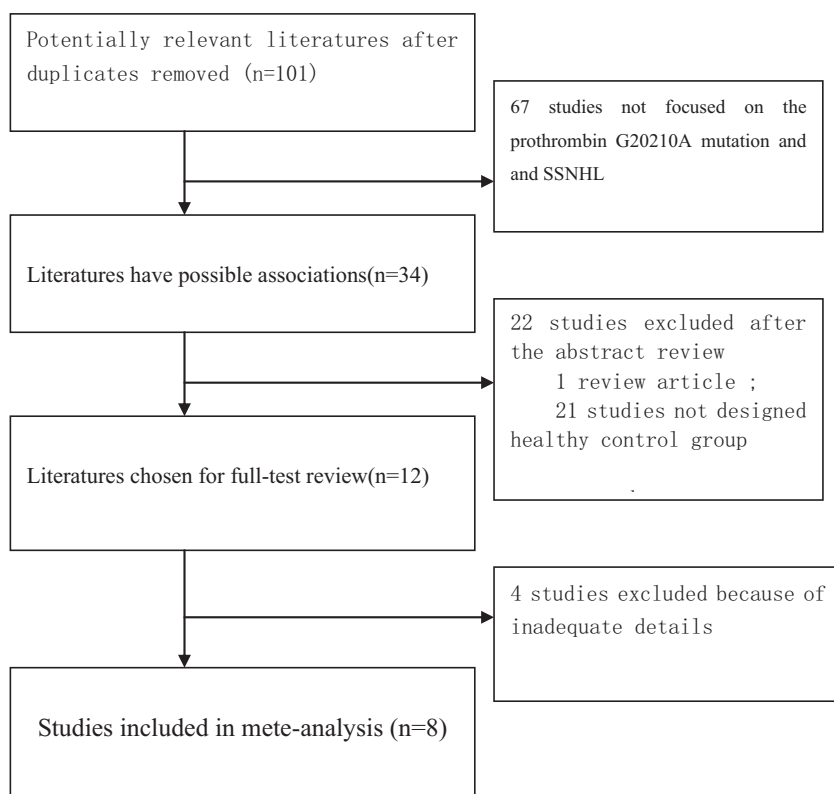 Potentially relevant literatures after
duplicates removed (n=101)
67 studies not focused on the
prothrombin G20210A mutation and
and SSNHL
Literatures have possible associations(n=34)
22 studies excluded after
the abstract review
1 review article ;
21 studies not designed
healthy control group
Literatures chosen for full-test review(n=12)
4 studies excluded because of
inadequate details
Studies included in mete-analysis (n=8)